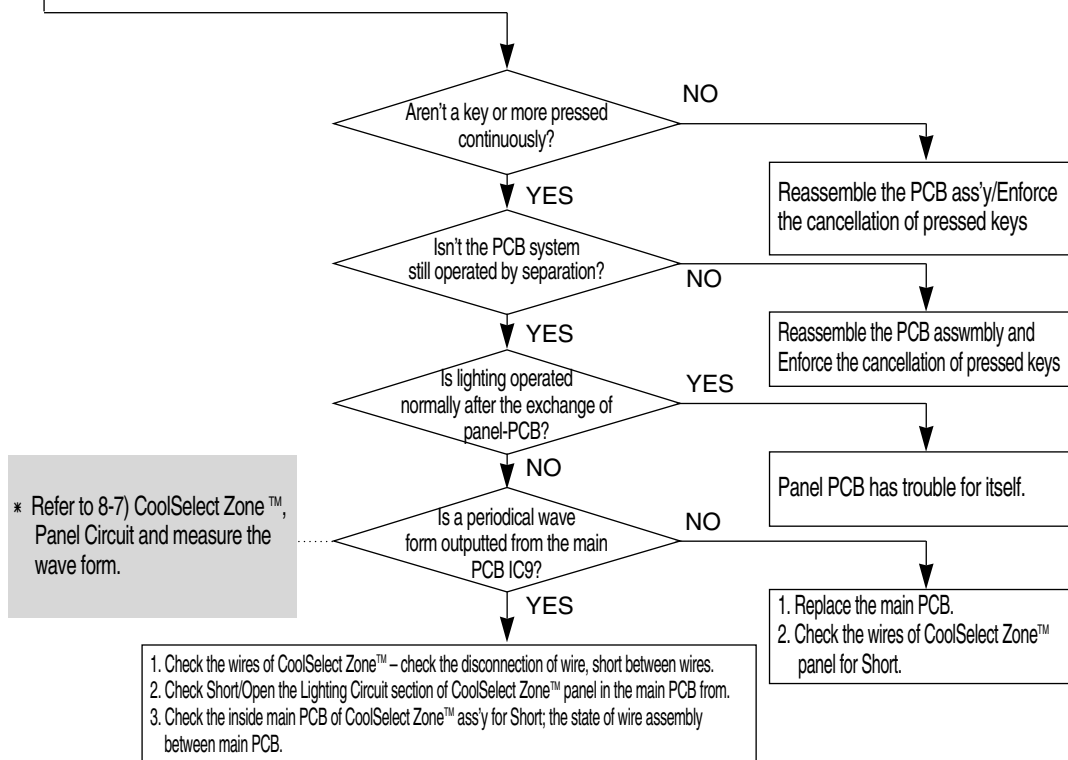 Aren't a key or more pressed
continuously?
NO
Reassemble the PCB ass'y/Enforce
the cancellation of pressed keys
YES
Isn't the PCB system
still operated by separation?
NO
Reassemble the PCB asswmbly and
Enforce the cancellation of pressed keys
YES
Is lighting operated
normally after the exchange of
panel-PCB?
YES
Panel PCB has trouble for itself.
NO
* Refer to 8-7) CoolSelect Zone ™,
Panel Circuit and measure the
wave form.
Is a periodical wave
form outputted from the main
PCB IC9?
NO
1. Replace the main PCB.
2. Check the wires of CoolSelect Zone™
panel for Short.
YES
1. Check the wires of CoolSelect Zone™ – check the disconnection of wire, short between wires.
2. Check Short/Open the Lighting Circuit section of CoolSelect Zone™ panel in the main PCB from.
3. Check the inside main PCB of CoolSelect Zone™ ass'y for Short; the state of wire assembly
between main PCB.